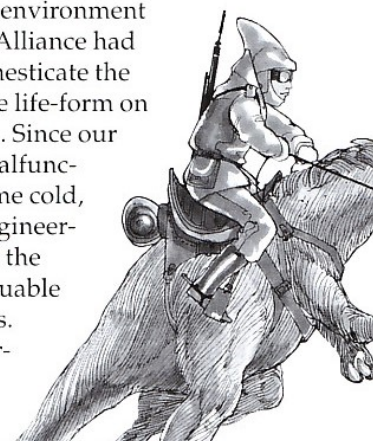 environment
Alliance had
nesticate the
e life-form on
. Since our
alfunc-
me cold,
gineer-
the
uable
s.
r-